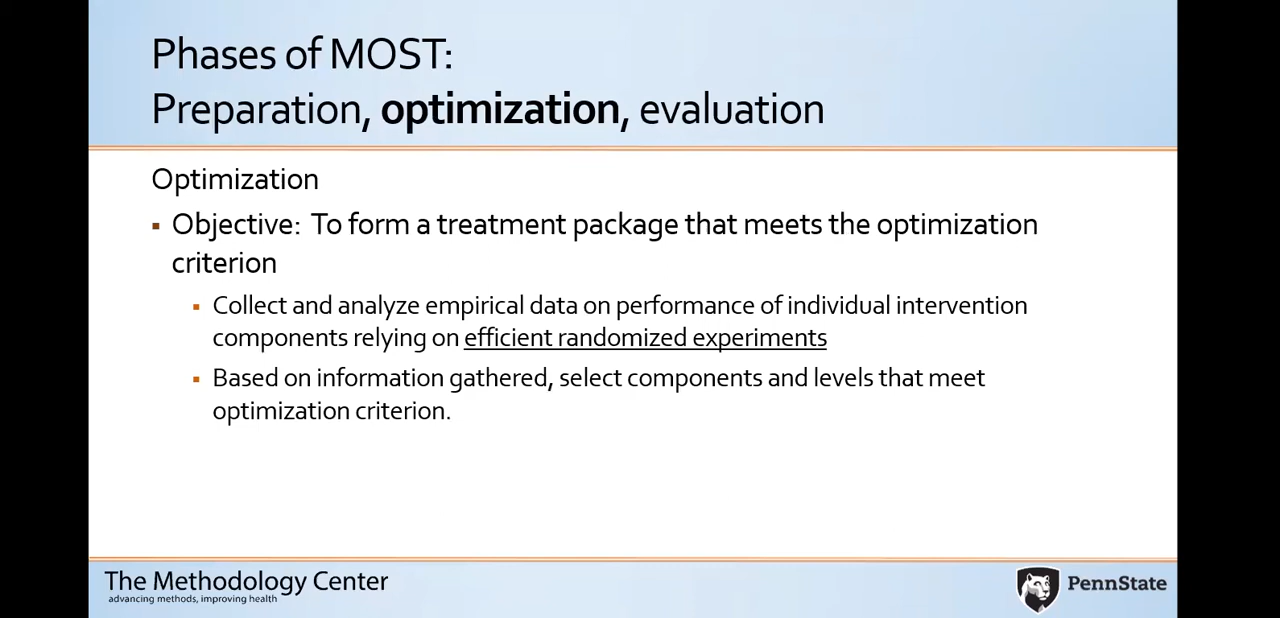 Phases of MOST:
Preparation, optimization, evaluation
Optimization
▪ Objective: To form a treatment package that meets the optimization
criterion
▪ Collect and analyze empirical data on performance of individual intervention
components relying on efficient randomized experiments
▪ Based on information gathered, select components and levels that meet
optimization criterion.
The Methodology Center
advancing methods, improving health
PennState